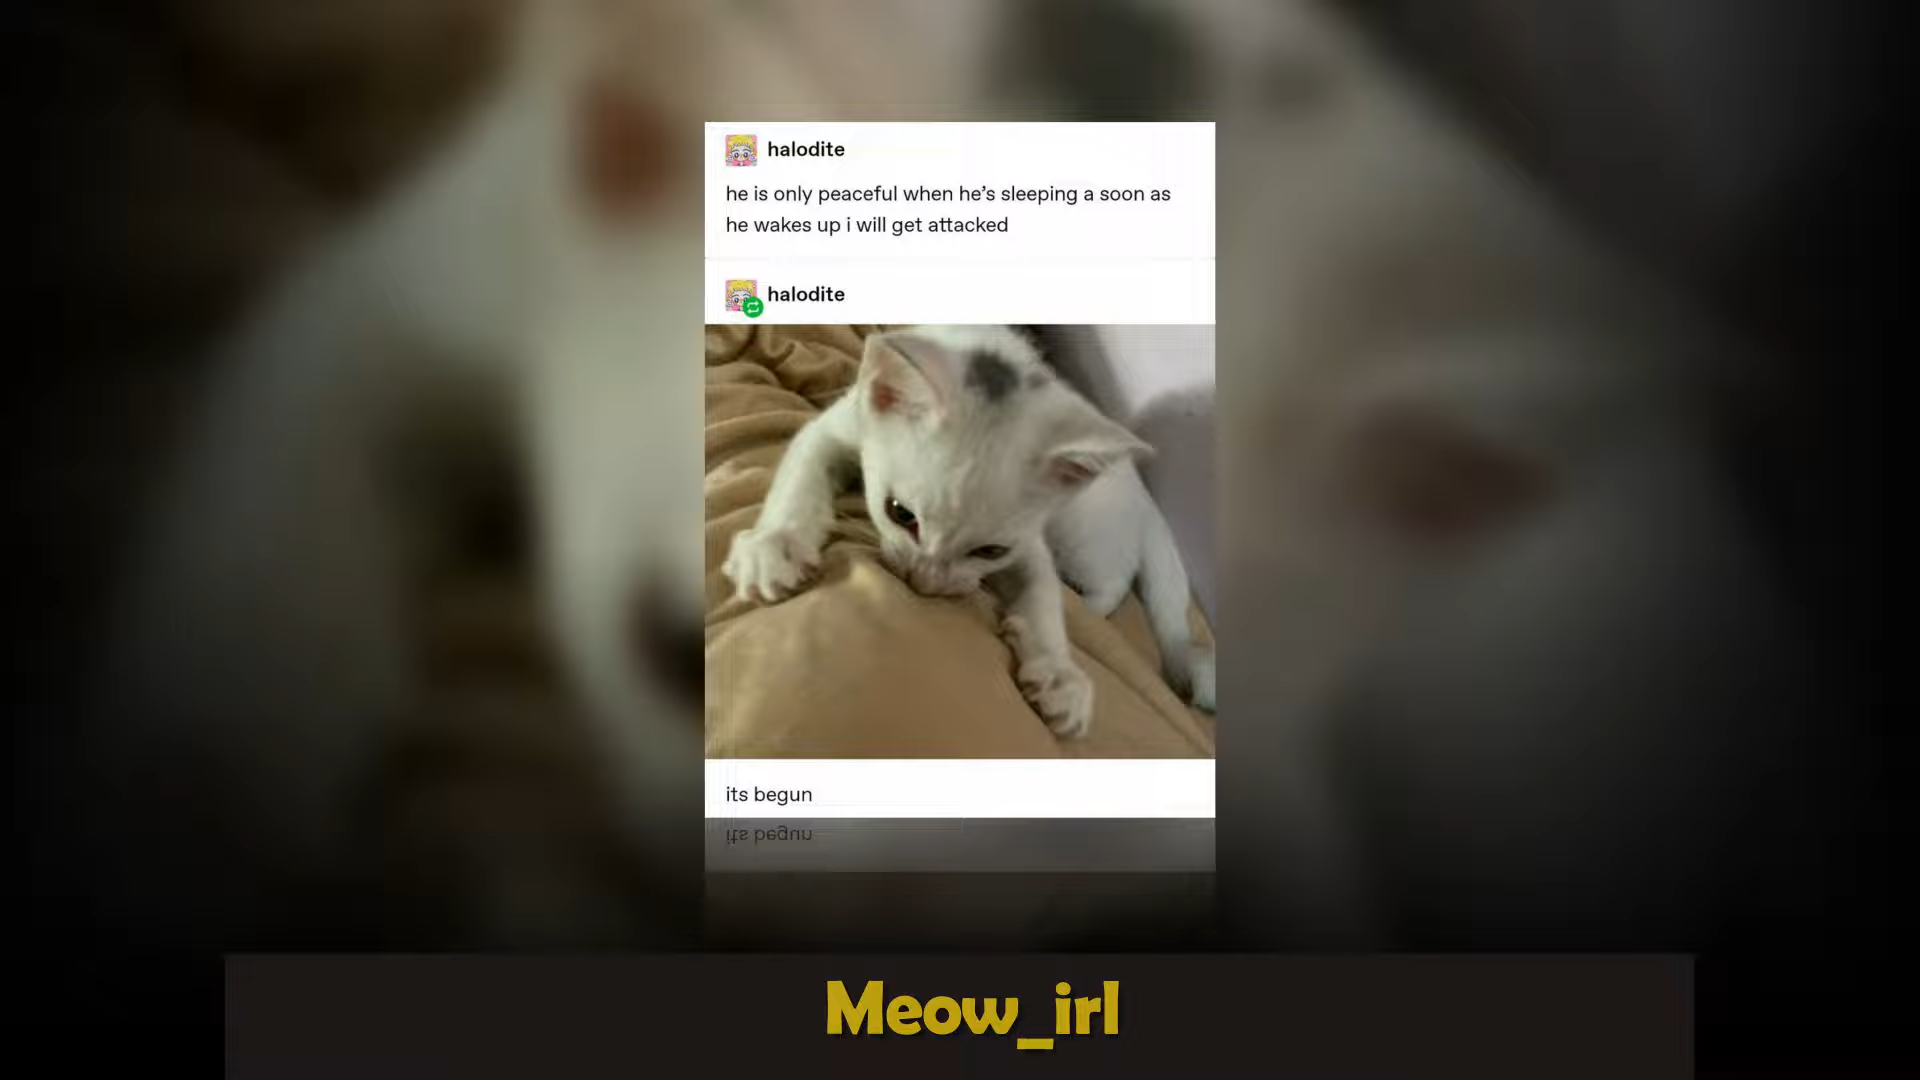 halodite
he is only peaceful when he’s sleeping a soon as
he wakes up i will get attacked
halodite
its begun
its begun
Meow_irl